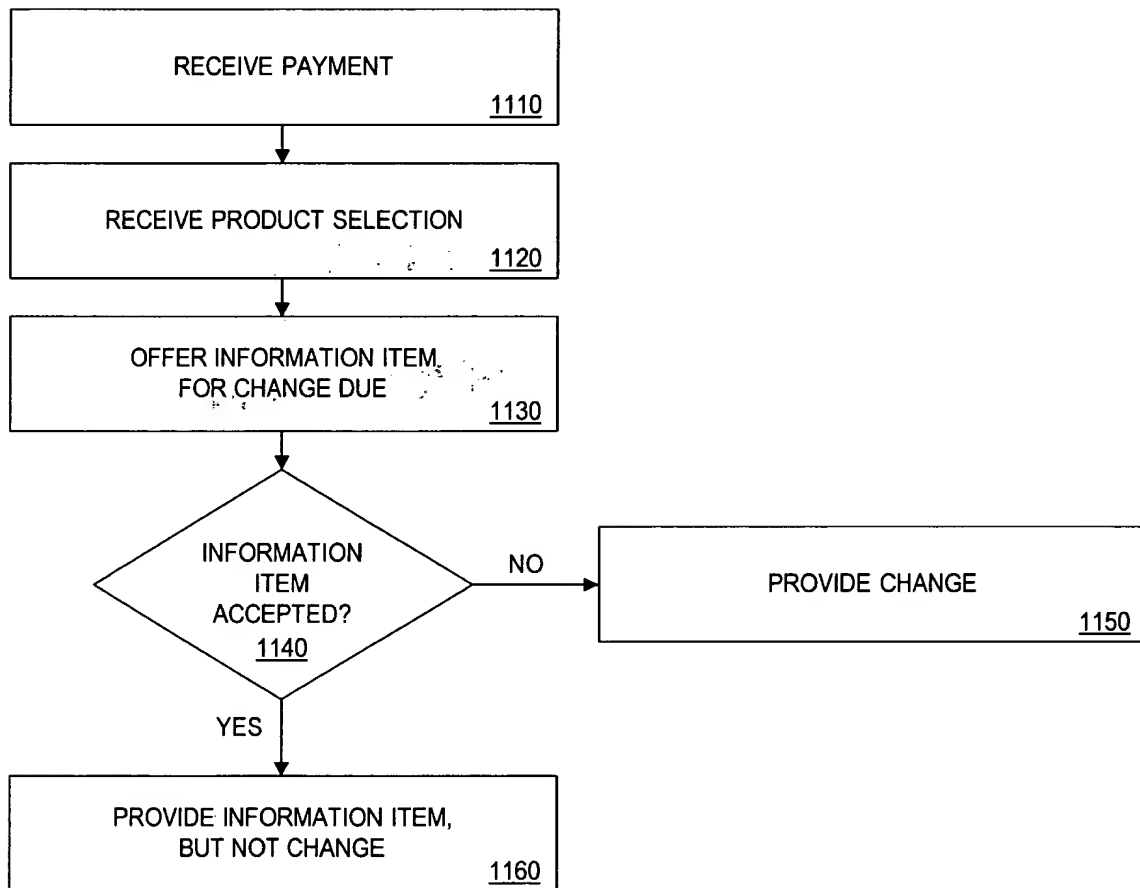 RECEIVE PAYMENT
1110
RECEIVE PRODUCT SELECTION
1120
OFFER INFORMATION ITEM
FOR CHANGE DUE
1130
INFORMATION
ITEM
ACCEPTED?
1140
NO
PROVIDE CHANGE
1150
YES
PROVIDE INFORMATION ITEM,
BUT NOT CHANGE
1160